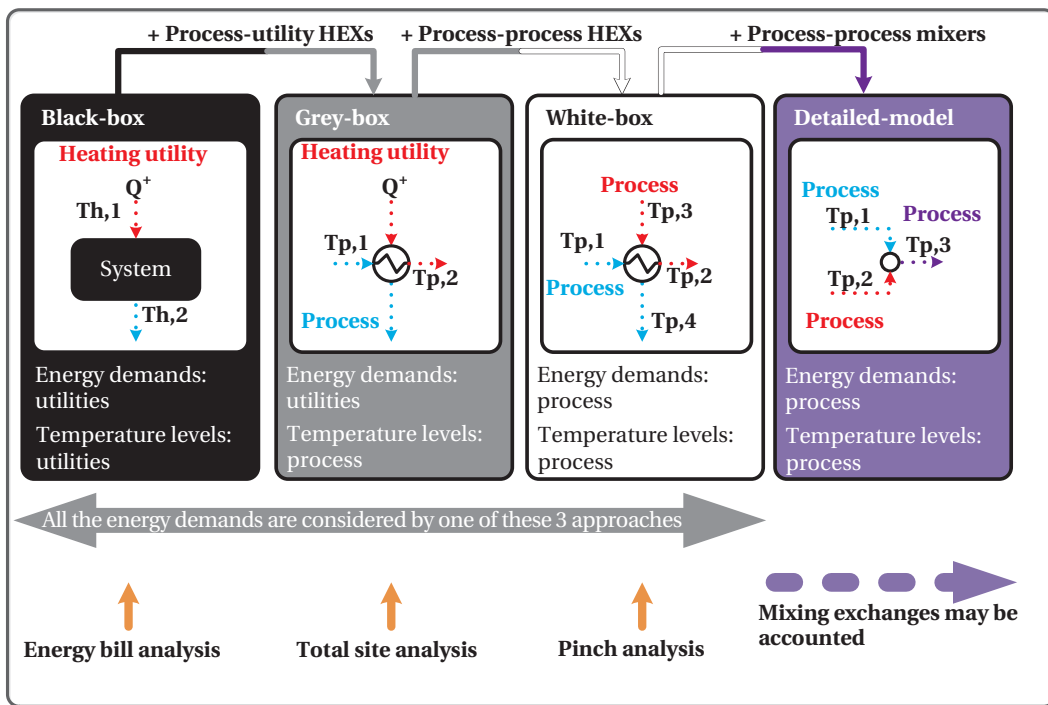 + Process-utility HEXs
+ Process-process HEXs
+ Process-process mixers
Black-box
Heating utility
Q+
Th,1
System
Th,2
Energy demands:
utilities
Temperature levels:
utilities
Grey-box
Heating utility
Q+
Tp,1
Tp,2
Process
Energy demands:
utilities
Temperature levels:
process
White-box
Process
Tp,3
Tp,1
Tp,2
Process
Tp,4
Energy demands:
process
Temperature levels:
process
Detailed-model
Process
Tp,1
Process
Tp,3
Tp,2
Process
Energy demands:
process
Temperature levels:
process
All the energy demands are considered by one of these 3 approaches
Energy bill analysis
Total site analysis
Pinch analysis
Mixing exchanges may be
accounted